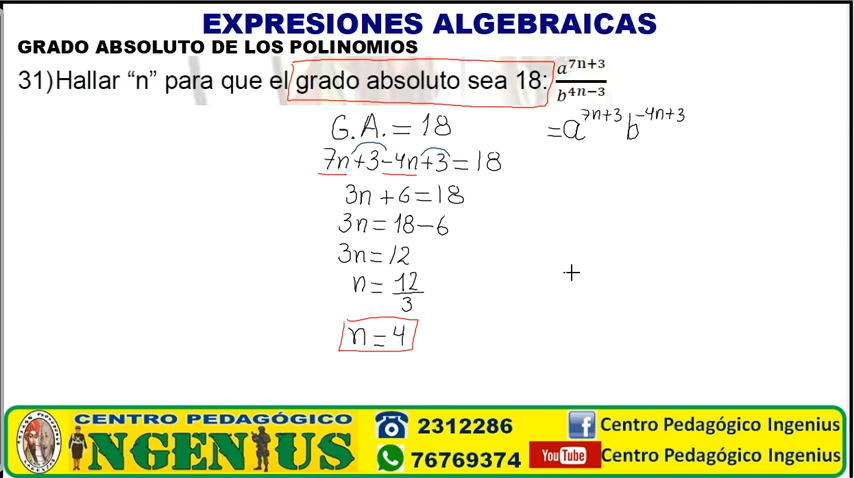 EXPRESIONES ALGEBRAICAS
GRADO ABSOLUTO DE LOS POLINOMIOS
31) Hallar “n” para que el grado absoluto sea 18: a^{7n+3} / b^{4n−3}
G.A. = 18
= a^{7n+3} b^{-4n+3}
7n+3-4n+3=18
3n+6=18
3n=18-6
3n=12
n=12/3
n=4
CENTRO PEDAGÓGICO
INGENIUS
2312286
76769374
f Centro Pedagógico Ingenius
YouTube Centro Pedagógico Ingenius